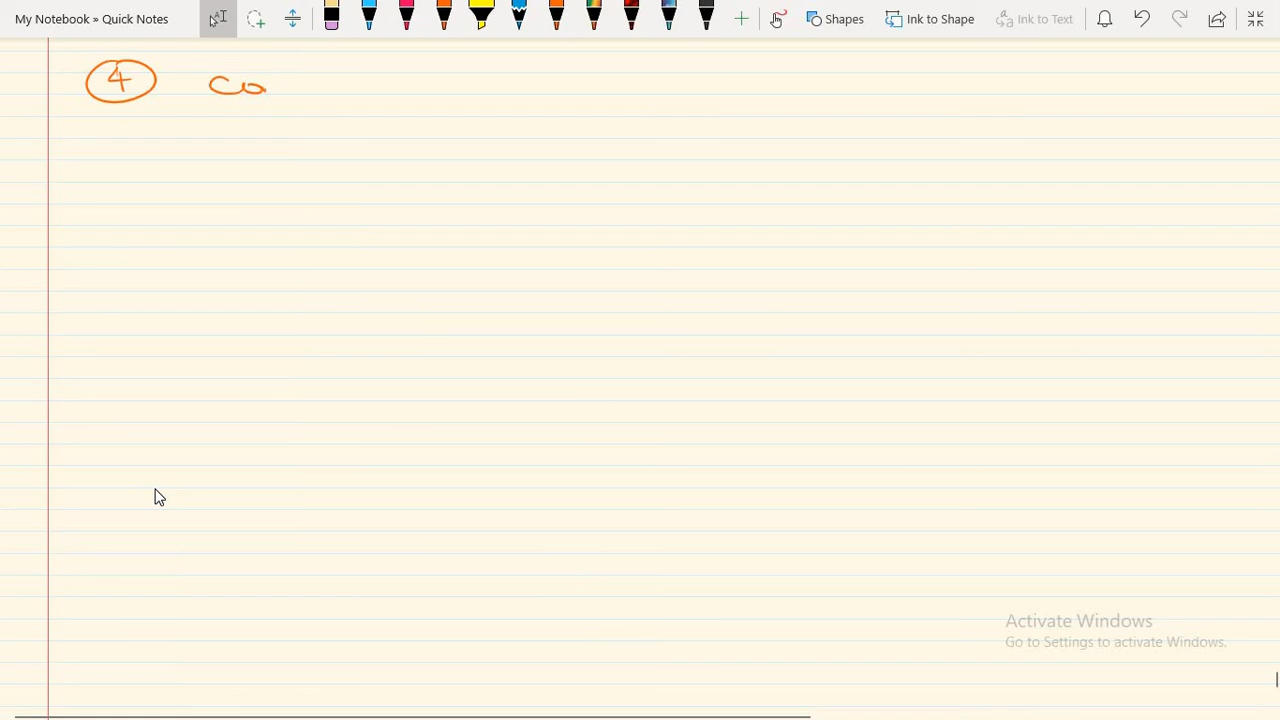 My Notebook » Quick Notes
Shapes
Ink to Shape
Ink to Text
4 Co
Activate Windows
Go to Settings to activate Windows.